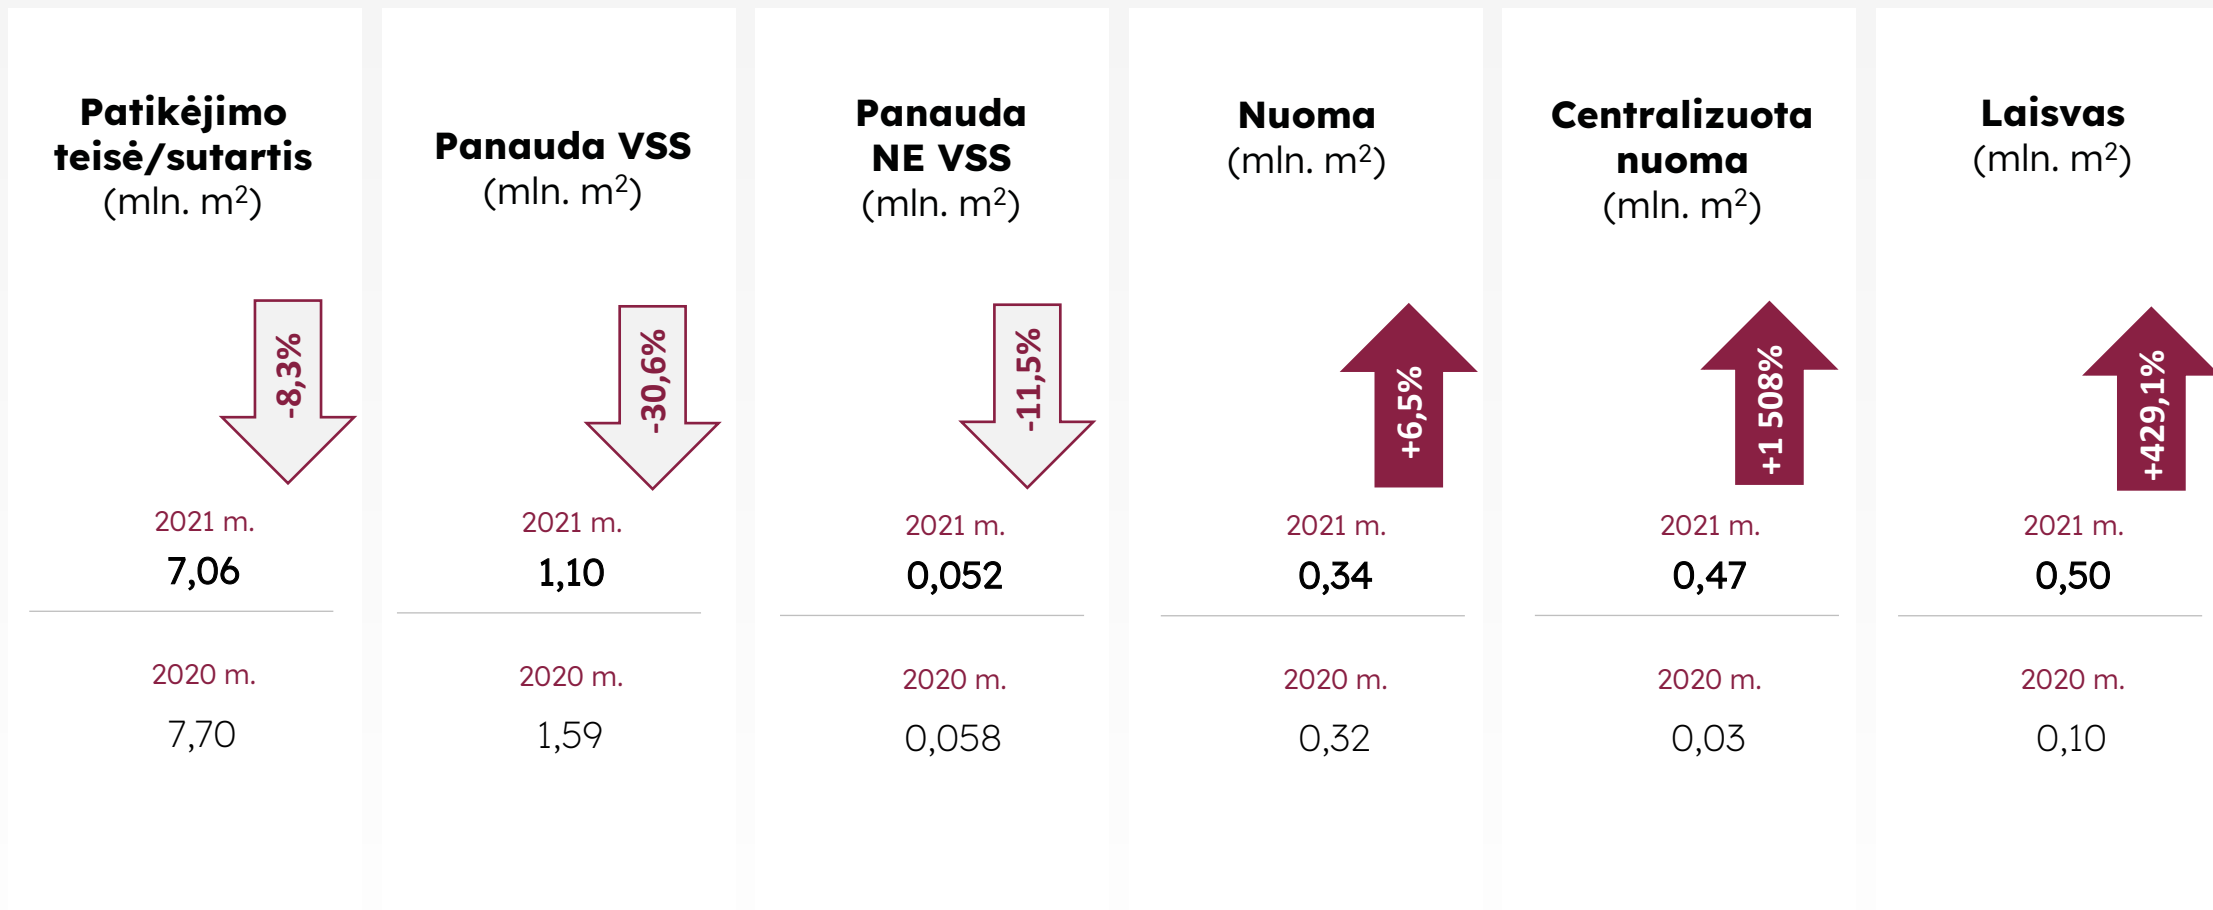 Patikėjimo
teisė/sutartis
(mln. m²)
-8,3%
2021 m.
7,06
2020 m.
7,70
Panauda VSS
(mln. m²)
-30,6%
2021 m.
1,10
2020 m.
1,59
Panauda
NE VSS
(mln. m²)
-11,5%
2021 m.
0,052
2020 m.
0,058
Nuoma
(mln. m²)
+6,5%
2021 m.
0,34
2020 m.
0,32
Centralizuota
nuoma
(mln. m²)
+1 508%
2021 m.
0,47
2020 m.
0,03
Laisvas
(mln. m²)
+429,1%
2021 m.
0,50
2020 m.
0,10